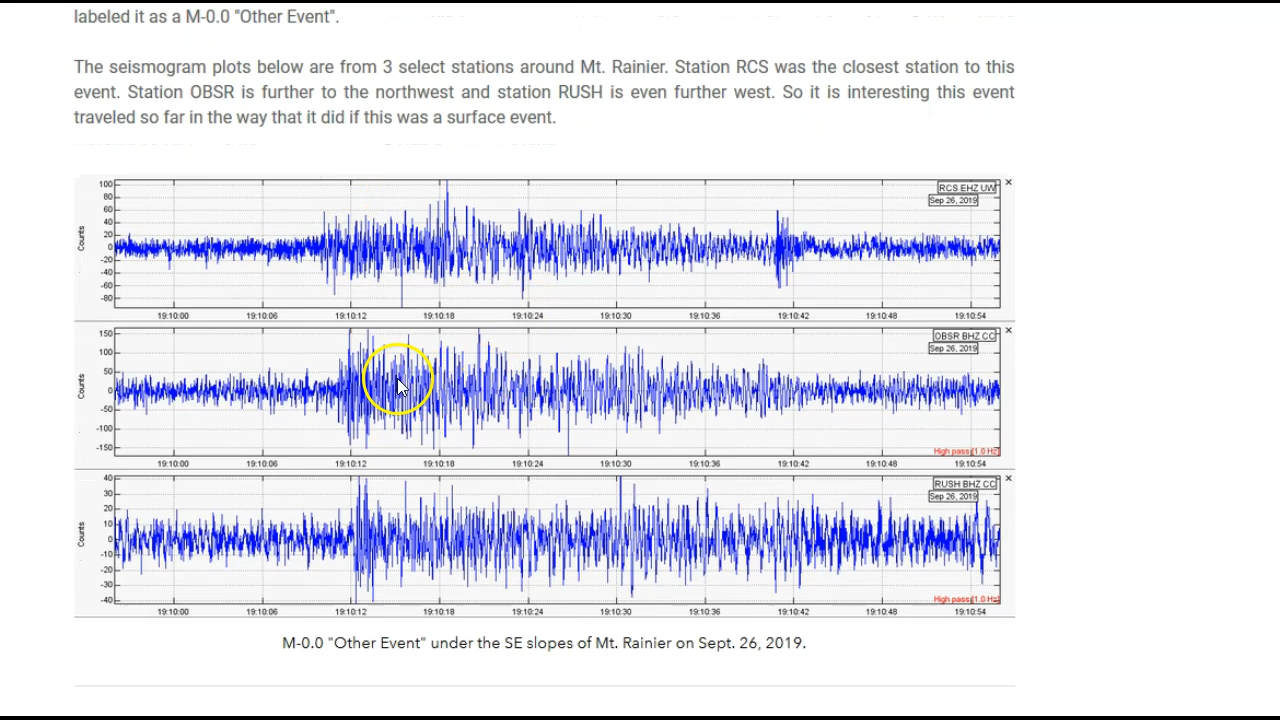 labeled it as a M-0.0 "Other Event".
The seismogram plots below are from 3 select stations around Mt. Rainier. Station RCS was the closest station to this
event. Station OBSR is further to the northwest and station RUSH is even further west. So it is interesting this event
traveled so far in the way that it did if this was a surface event.
100
80
60
40
20
0
-20
-40
-60
-80
Counts
RCS EHZ UW
Sep 26, 2019
19:10:00 19:10:06 19:10:12 19:10:18 19:10:24 19:10:30 19:10:36 19:10:42 19:10:48 19:10:54
150
100
50
0
-50
-100
-150
Counts
OBSR BHZ CC
Sep 26, 2019
High pass(1.0 Hz)
19:10:00 19:10:06 19:10:12 19:10:18 19:10:24 19:10:30 19:10:36 19:10:42 19:10:48 19:10:54
40
30
20
10
0
-10
-20
-30
-40
Counts
RUSH BHZ CC
Sep 26, 2019
High pass(1.0 Hz)
19:10:00 19:10:06 19:10:12 19:10:18 19:10:24 19:10:30 19:10:36 19:10:42 19:10:48 19:10:54
M-0.0 "Other Event" under the SE slopes of Mt. Rainier on Sept. 26, 2019.